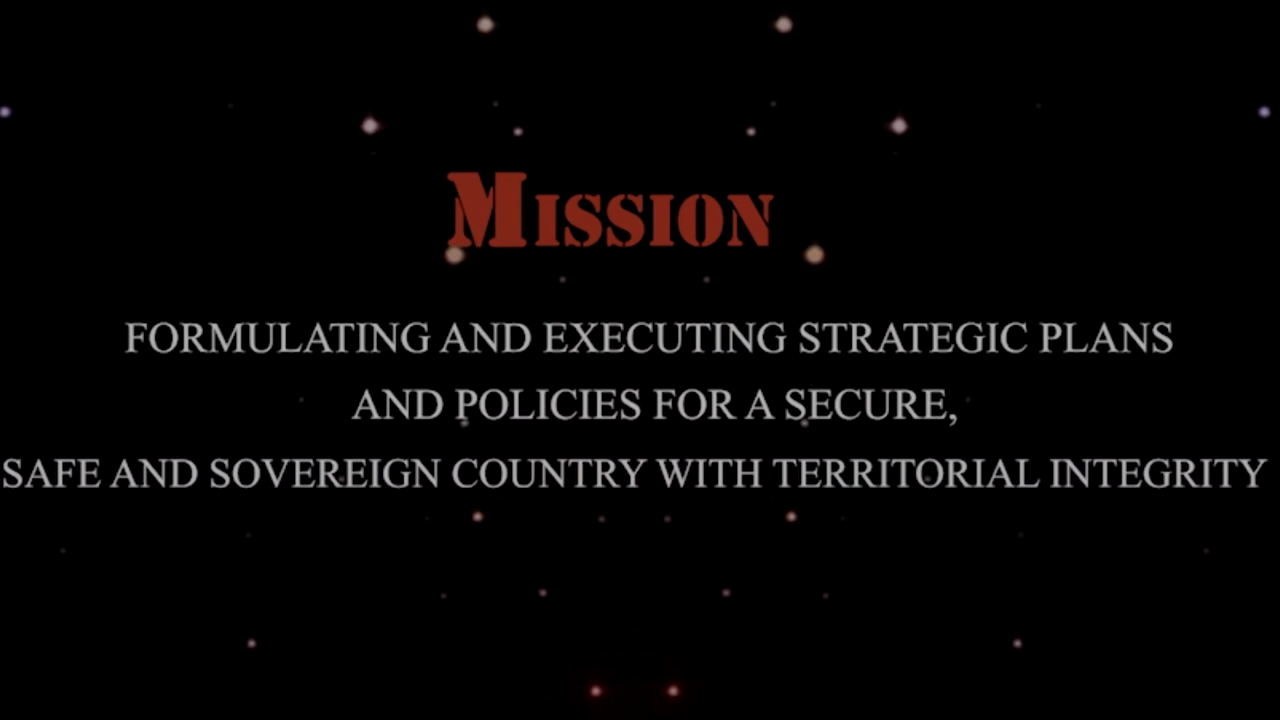 MISSION
FORMULATING AND EXECUTING STRATEGIC PLANS
AND POLICIES FOR A SECURE,
SAFE AND SOVEREIGN COUNTRY WITH TERRITORIAL INTEGRITY